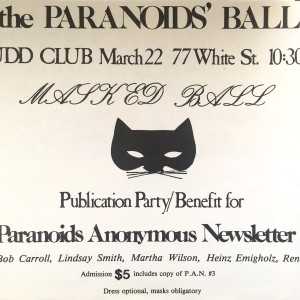 the PARANOIDS' BALL
UDD CLUB March 22 77 White St. 10:30
MASKED BALL
Publication Party/Benefit for
Paranoids Anonymous Newsletter
Bob Carroll, Lindsay Smith, Martha Wilson, Heinz Emigholz, Ren
Admission $5 includes copy of P.A.N. #3
Dress optional, masks obligatory